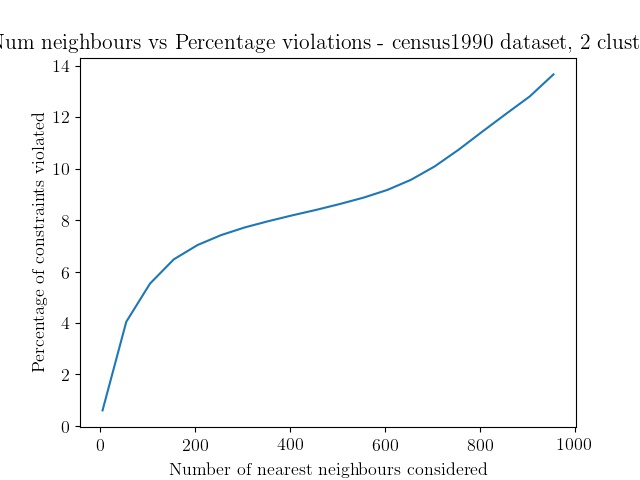 Num neighbours vs Percentage violations - census1990 dataset, 2 clust
14
12
10
8
6
4
2
0
Percentage of constraints violated
0 200 400 600 800 1000
Number of nearest neighbours considered